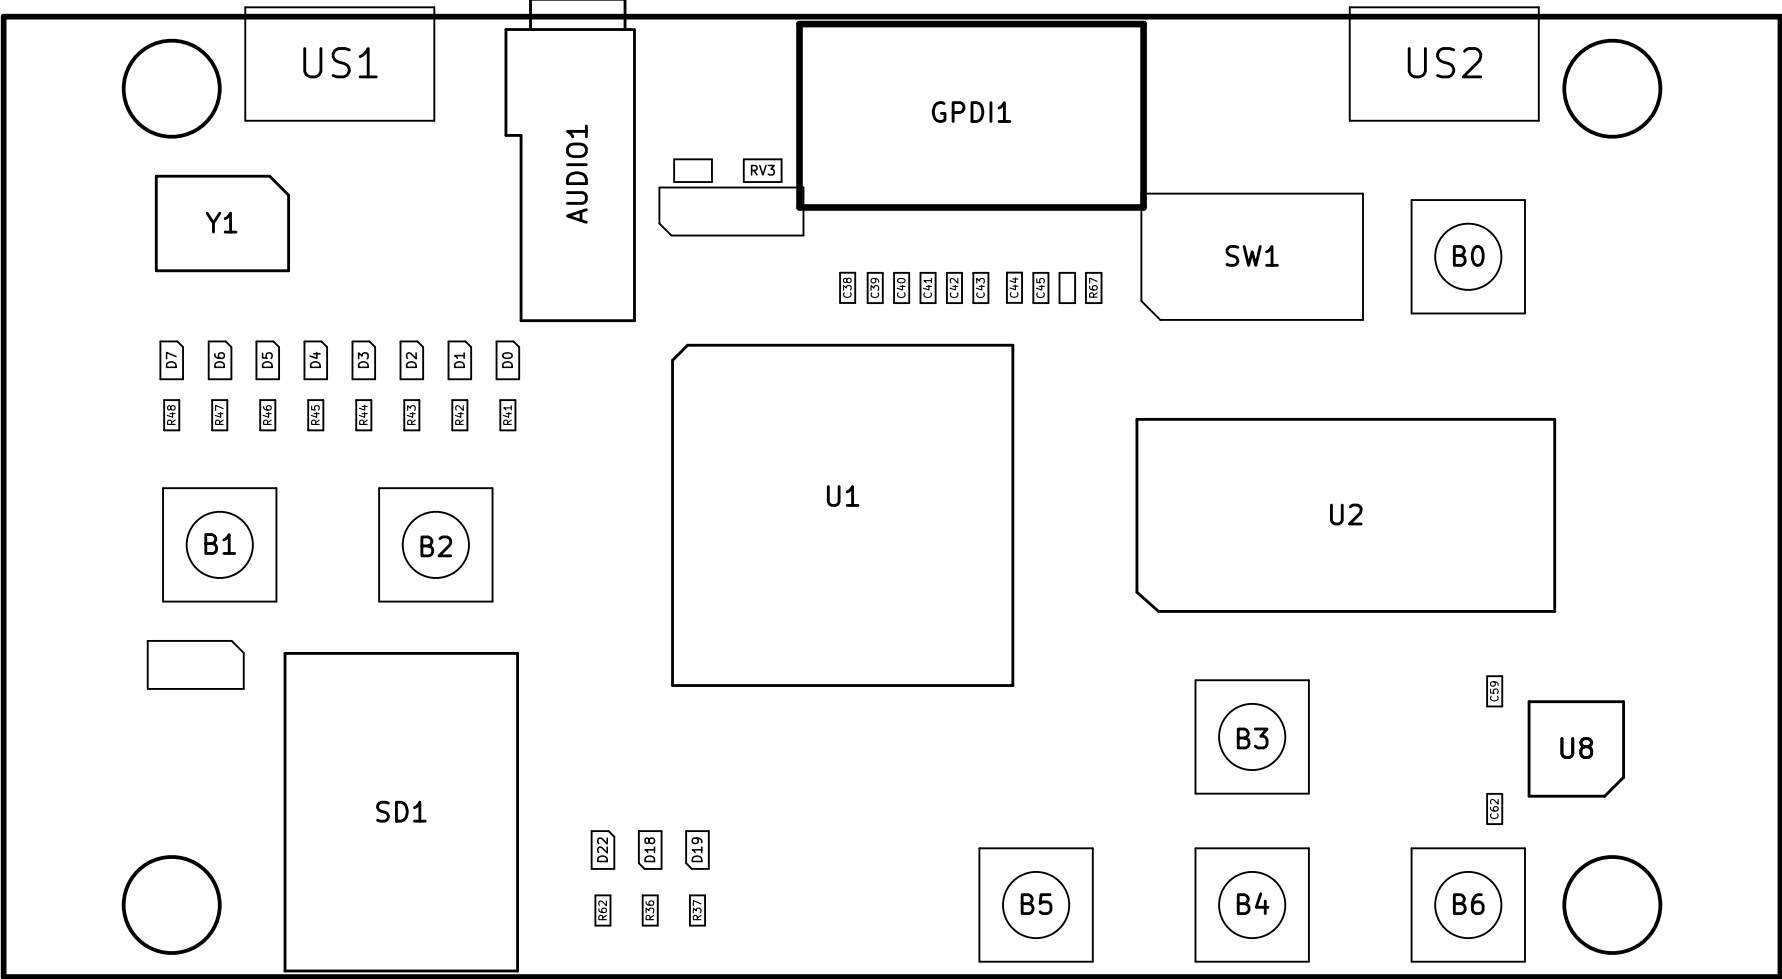 US1
US2
GPDI1
AUDIO1
RV3
Y1
SW1
B0
C38
C39
C40
C41
C42
C43
C44
C45
R67
D7
D6
D5
D4
D3
D2
D1
D0
R48
R47
R46
R45
R44
R43
R42
R41
U1
U2
B1
B2
C59
B3
U8
SD1
C62
D22
D18
D19
R62
R36
R37
B5
B4
B6